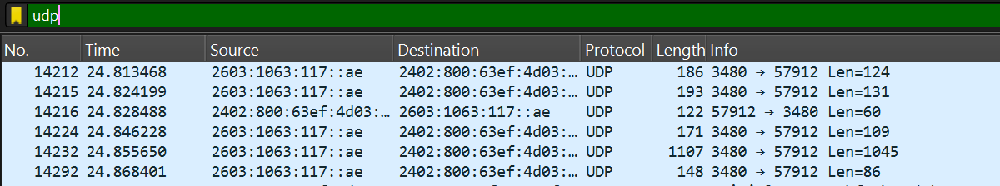 udp
No. Time Source Destination Protocol Length Info
14212 24.813468 2603:1063:117::ae 2402:800:63ef:4d03:… UDP 186 3480 → 57912 Len=124
14215 24.824199 2603:1063:117::ae 2402:800:63ef:4d03:… UDP 193 3480 → 57912 Len=131
14216 24.828488 2402:800:63ef:4d03:… 2603:1063:117::ae UDP 122 57912 → 3480 Len=60
14224 24.846228 2603:1063:117::ae 2402:800:63ef:4d03:… UDP 171 3480 → 57912 Len=109
14232 24.855650 2603:1063:117::ae 2402:800:63ef:4d03:… UDP 1107 3480 → 57912 Len=1045
14292 24.868401 2603:1063:117::ae 2402:800:63ef:4d03:… UDP 148 3480 → 57912 Len=86